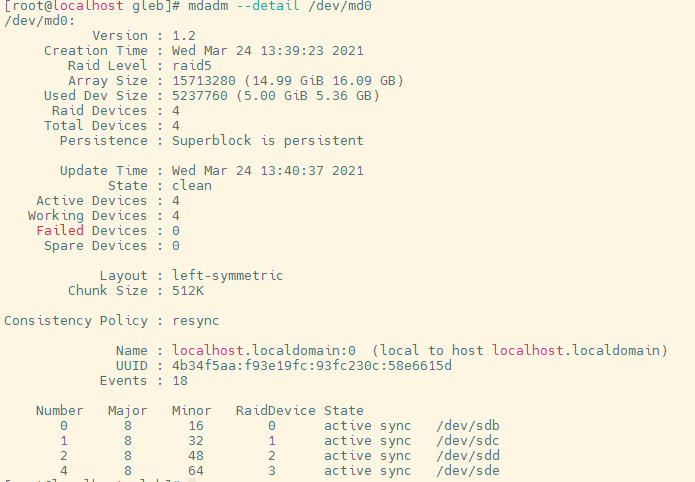 [root@localhost gleb]# mdadm --detail /dev/md0
/dev/md0:
Version : 1.2
Creation Time : Wed Mar 24 13:39:23 2021
Raid Level : raid5
Array Size : 15713280 (14.99 GiB 16.09 GB)
Used Dev Size : 5237760 (5.00 GiB 5.36 GB)
Raid Devices : 4
Total Devices : 4
Persistence : Superblock is persistent
Update Time : Wed Mar 24 13:40:37 2021
State : clean
Active Devices : 4
Working Devices : 4
Failed Devices : 0
Spare Devices : 0
Layout : left-symmetric
Chunk Size : 512K
Consistency Policy : resync
Name : localhost.localdomain:0  (local to host localhost.localdomain)
UUID : 4b34f5aa:f93e19fc:93fc230c:58e6615d
Events : 18
Number   Major   Minor   RaidDevice State
0       8       16        0      active sync   /dev/sdb
1       8       32        1      active sync   /dev/sdc
2       8       48        2      active sync   /dev/sdd
4       8       64        3      active sync   /dev/sde